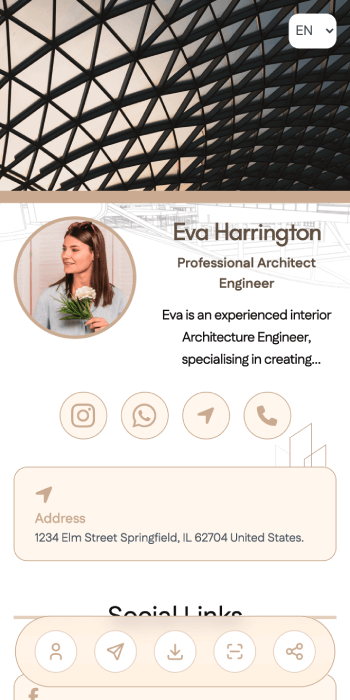 EN
Eva Harrington
Professional Architect
Engineer
Eva is an experienced interior
Architecture Engineer,
specialising in creating...
Address
1234 Elm Street Springfield, IL 62704 United States.
Social Links